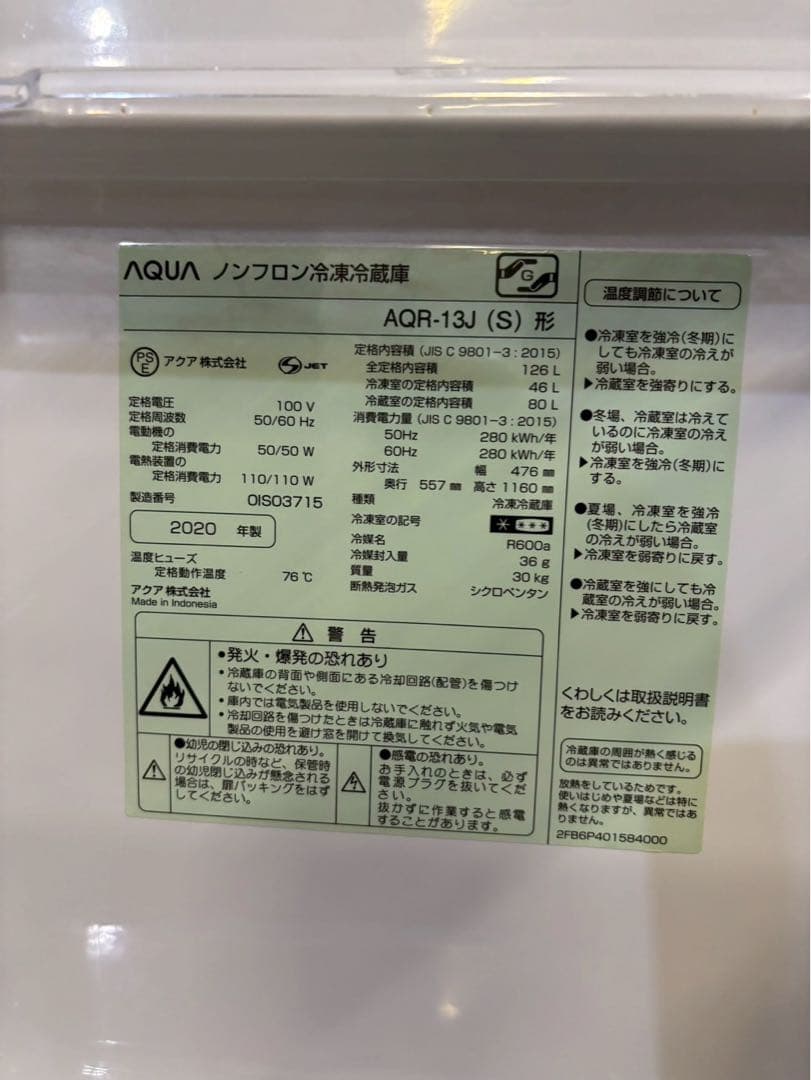 AQUA ノンフロン冷凍冷蔵庫
G
AQR-13J (S) 形
PS
E
アクア 株式会社
S JET
定格電圧 100 V
定格周波数 50/60 Hz
電動機の
定格消費電力 50/50 W
電熱装置の
定格消費電力 110/110 W
製造番号 OIS03715
2020 年製
温度ヒューズ
定格動作温度 76 ℃
アクア 株式会社
Made in Indonesia
定格内容積 (JIS C 9801-3 : 2015)
全定格内容積 126 L
冷凍室の定格内容積 46 L
冷蔵室の定格内容積 80 L
消費電力量 (JIS C 9801-3 : 2015)
50Hz 280 kWh/年
60Hz 280 kWh/年
外形寸法 幅 476 ㎜
奥行 557 ㎜ 高さ 1160 ㎜
種類 冷凍冷蔵庫
冷凍室の記号
冷媒名 R600a
冷媒封入量 36 g
質量 30 kg
断熱発泡ガス シクロペンタン
警告
●発火・爆発の恐れあり
・冷蔵庫の背面や側面にある冷却回路(配管)を傷つけ
ないでください。
・庫内では電気製品を使用しないでください。
・冷却回路を傷つけたときは冷蔵庫に触れず火気や電気
製品の使用を避け窓を開けて換気してください。
●幼児の閉じ込みの恐れあり。
リサイクルの時など、保管時
の幼児閉じ込みが懸念される
場合は、扉パッキングをはず
してください。
●感電の恐れあり。
お手入れのときは、必ず
電源プラグを抜いてくだ
さい。
抜かずに作業すると感電
することがあります。
温度調節について
●冷凍室を強冷(冬期)に
しても冷凍室の冷えが
弱い場合。
▶冷蔵室を強寄りにする。
●冬場、冷蔵室は冷えて
いるのに冷凍室の冷え
が弱い場合。
▶冷凍室を強冷(冬期)に
する。
●夏場、冷凍室を強冷
(冬期)にしたら冷蔵室
の冷えが弱い場合。
▶冷凍室を弱寄りに戻す。
●冷蔵室を強にしても冷
蔵室の冷えが弱い場合。
▶冷凍室を弱寄りに戻す。
くわしくは取扱説明書
をお読みください。
冷蔵庫の周囲が熱く感じる
のは異常ではありません。
放熱をしているためです。
使いはじめや夏場などは特に
熱くなりますが、異常ではあ
りません。
2FB6P401584000